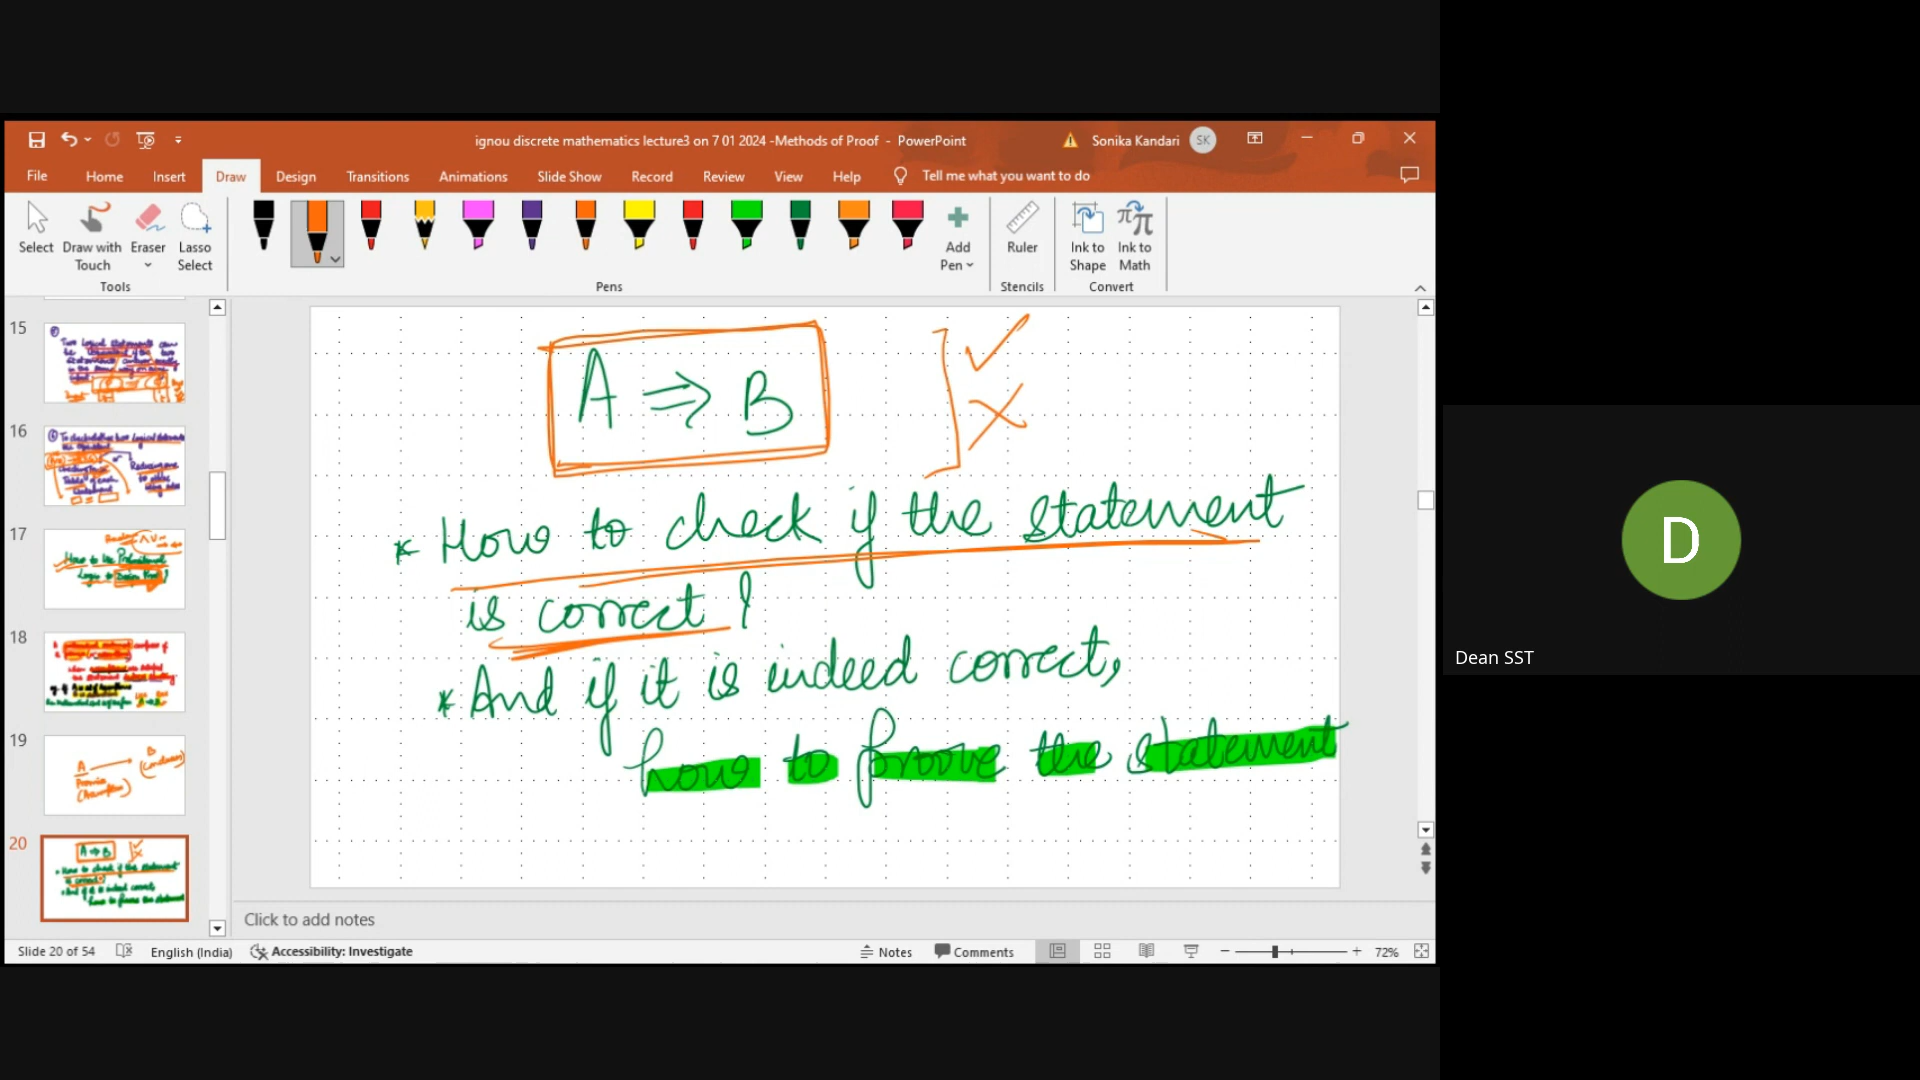 ignou discrete mathematics lecture3 on 7 01 2024 -Methods of Proof - PowerPoint
Sonika Kandari SK
File Home Insert Draw Design Transitions Animations Slide Show Record Review View Help Tell me what you want to do
Select
Draw with Touch
Eraser
Lasso Select
Add Pen
Ruler
Ink to Shape
Ink to Math
Tools Pens Stencils Convert
15
16
17
18
19
20
A ⇒ B
* How to check if the statement
is correct?
* And if it is indeed correct,
how to prove the statement
Click to add notes
Slide 20 of 54 English (India) Accessibility: Investigate Notes Comments 72%
D
Dean SST